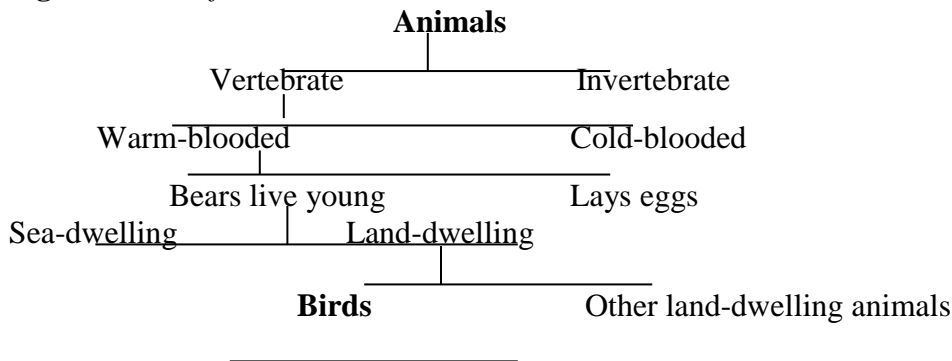 Animals
Vertebrate Invertebrate
Warm-blooded Cold-blooded
Bears live young Lays eggs
Sea-dwelling Land-dwelling
Birds Other land-dwelling animals